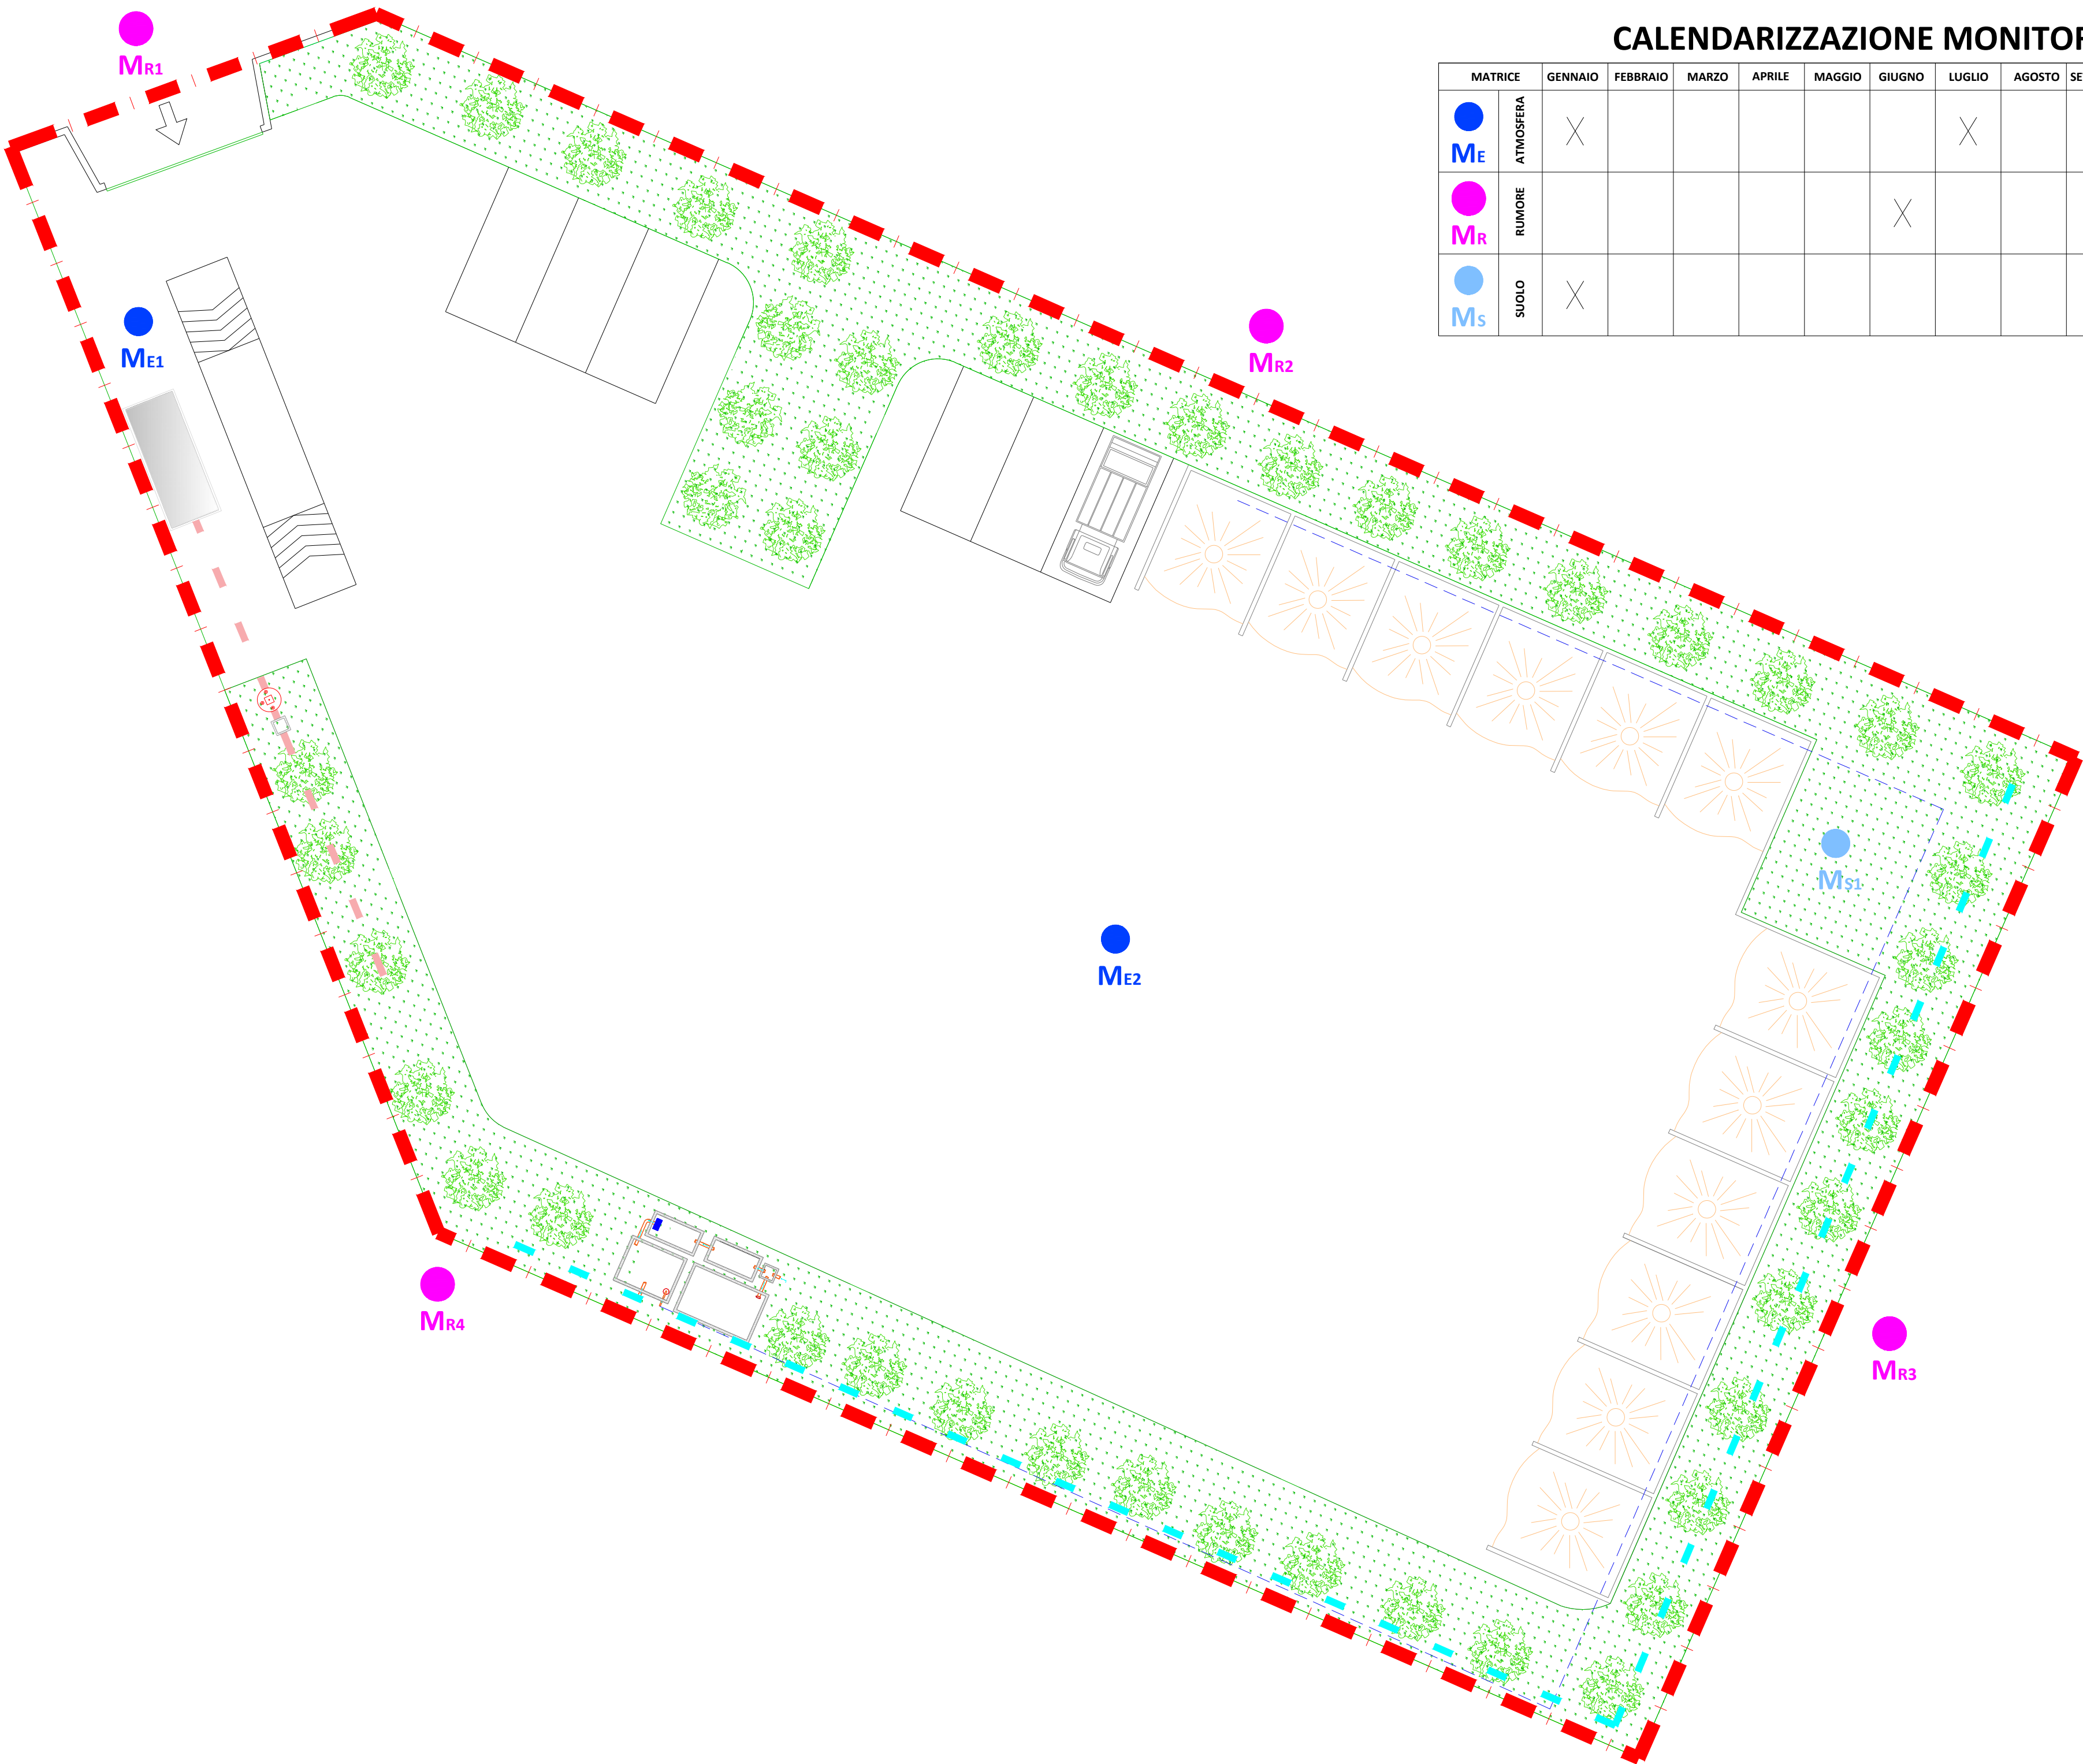 CALENDARIZZAZIONE MONITOR
MATRICE GENNAIO FEBBRAIO MARZO APRILE MAGGIO GIUGNO LUGLIO AGOSTO SE
ME ATMOSFERA X X
MR RUMORE X
MS SUOLO X
MR1
ME1
MR2
MS1
ME2
MR4
MR3